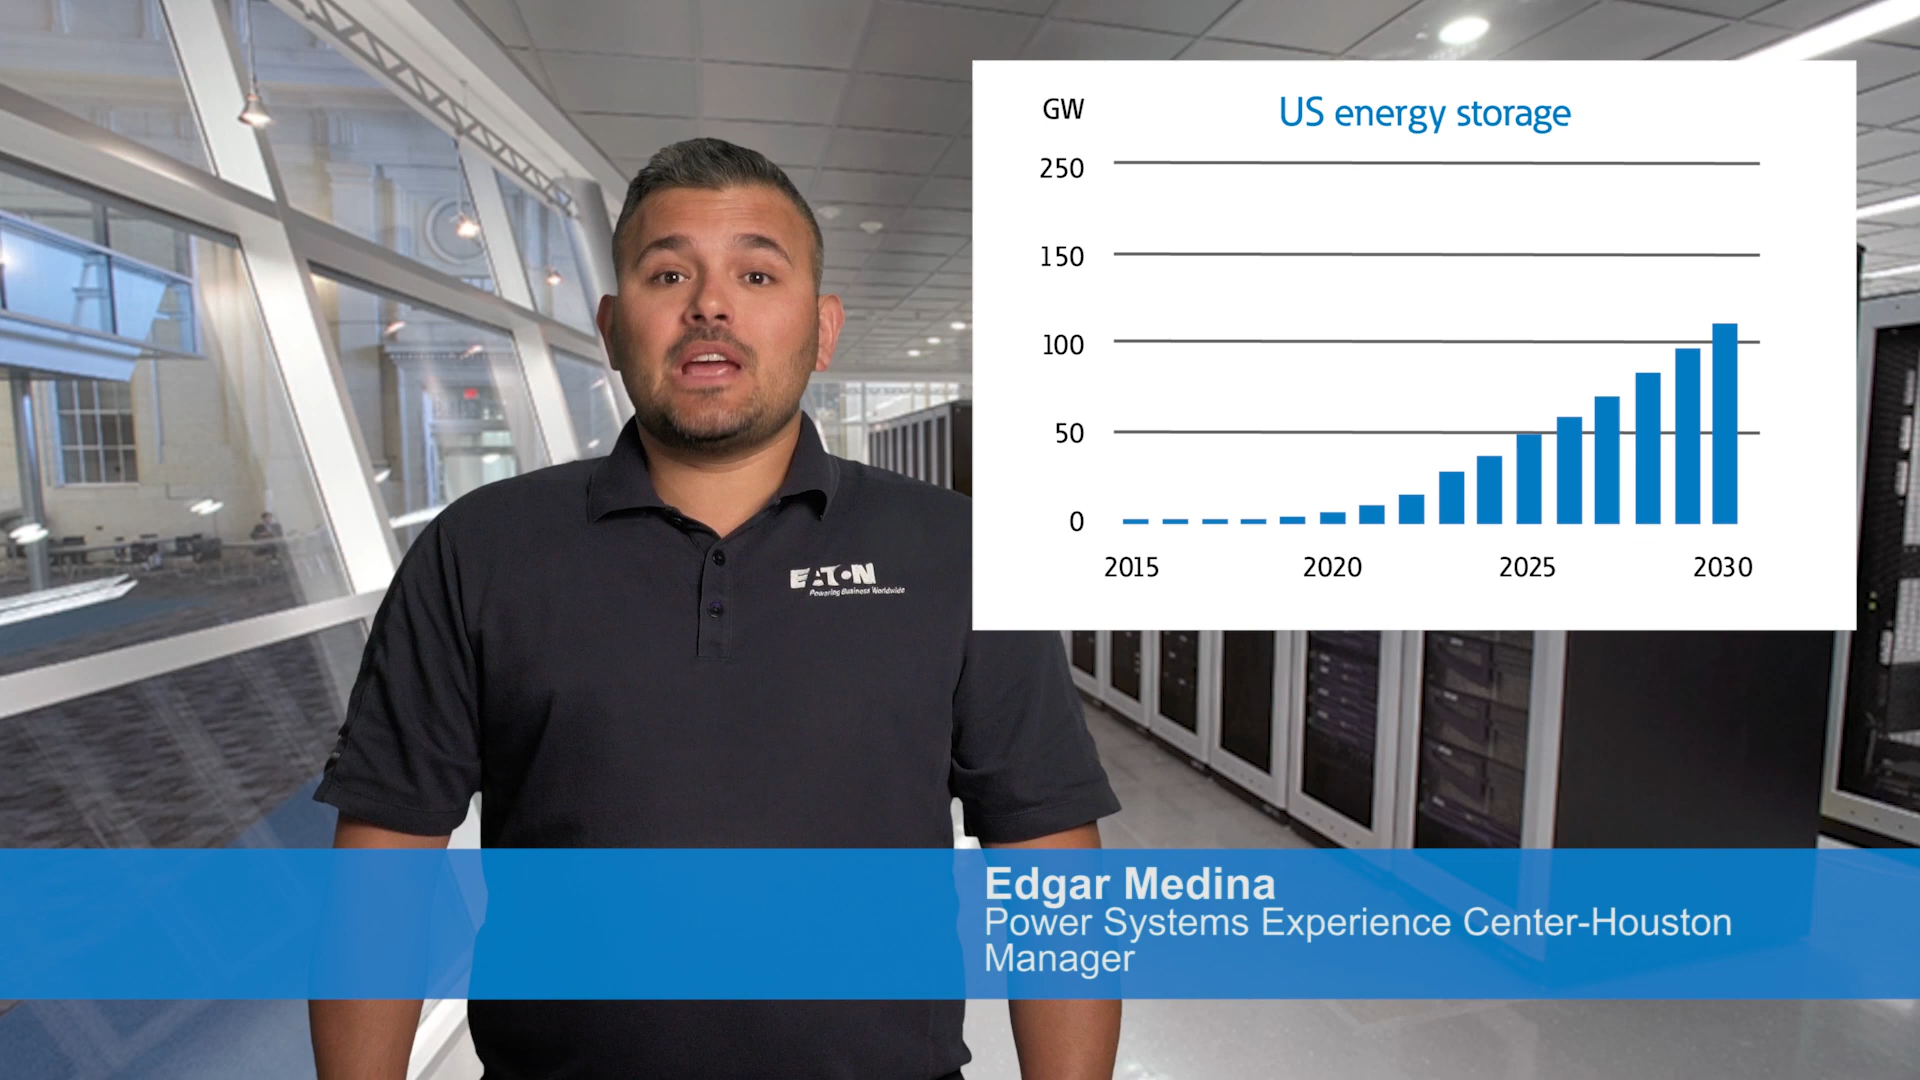 GW
US energy storage
250
150
100
50
0
2015 2020 2025 2030
EATON
Powering Business Worldwide
Edgar Medina
Power Systems Experience Center-Houston
Manager